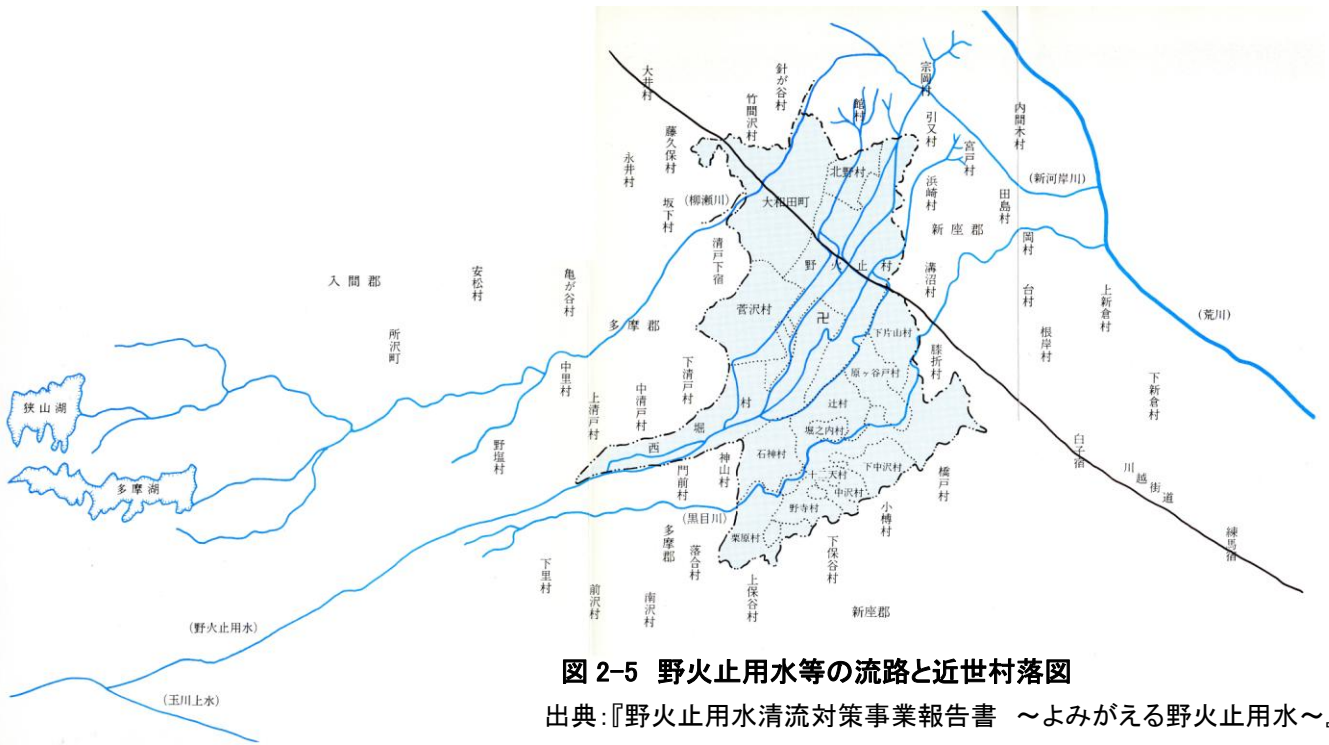 大井村
針が谷村
竹間沢村
藤久保村
永井村
坂下村
(柳瀬川)
清戸下宿
館村
宗岡村
引又村
宮戸村
内間木村
浜崎村
(新河岸川)
田島村
北野村
大和田町
新座郡
岡村
台村
溝沼村
野火止村
菅沢村
卍
下片山村
膝折村
根岸村
上新倉村
(荒川)
下新倉村
入間郡
安松村
亀が谷村
所沢町
多摩郡
中里村
下清戸村
中清戸村
上清戸村
野塩村
狭山湖
多摩湖
西堀村
原ヶ谷戸村
辻村
堀之内村
石神村
十二天村
下中沢村
中沢村
野寺村
栗原村
神山村
門前村
(黒目川)
多摩郡
落合村
下里村
前沢村
南沢村
上保谷村
下保谷村
小榑村
橋戸村
新座郡
白子宿
川越街道
練馬宿
(野火止用水)
(玉川上水)
図 2-5 野火止用水等の流路と近世村落図
出典:『野火止用水清流対策事業報告書 ～よみがえる野火止用水～』